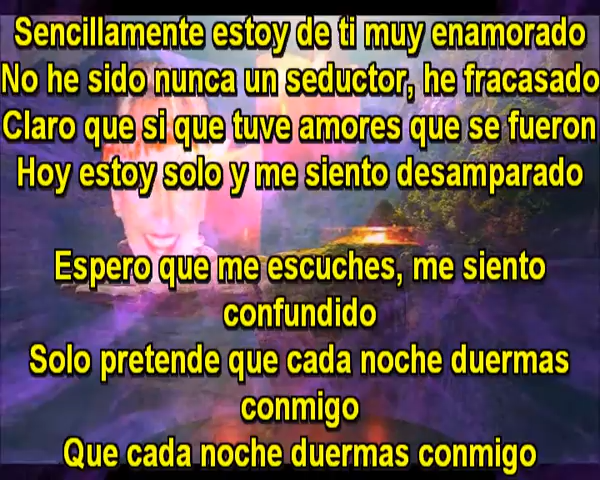 Sencillamente estoy de ti muy enamorado
No he sido nunca un seductor, he fracasado
Claro que si que tuve amores que se fueron
Hoy estoy solo y me siento desamparado
Espero que me escuches, me siento
confundido
Solo pretende que cada noche duermas
conmigo
Que cada noche duermas conmigo